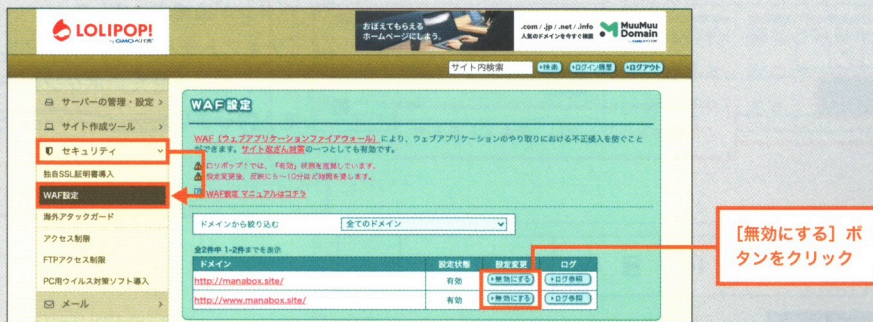 LOLIPOP!
by GMOペパボ
おぼえてもらえる
ホームページにしよう。
.com / .jp / .net / .info
人気のドメインを今すぐ検索
MuuMuu
Domain
サイト内検索
検索
ログイン履歴
ログアウト
サーバーの管理・設定
サイト作成ツール
セキュリティ
独自SSL証明書導入
WAF設定
海外アタックガード
アクセス制限
FTPアクセス制限
PC用ウイルス対策ソフト導入
メール
WAF設定
WAF（ウェブアプリケーションファイアウォール）により、ウェブアプリケーションのやり取りにおける不正侵入を防ぐこと
ができます。サイト改ざん対策の一つとしても有効です。
ロリポップ！では、「有効」状態を推奨しています。
設定変更後、反映に5〜10分ほど時間を要します。
WAF設定 マニュアルはコチラ
ドメインから絞り込む 全てのドメイン
全2件中 1-2件までを表示
ドメイン 設定状態 設定変更 ログ
http://manabox.site/ 有効 無効にする ログ参照
http://www.manabox.site/ 有効 無効にする ログ参照
［無効にする］ボ
タンをクリック